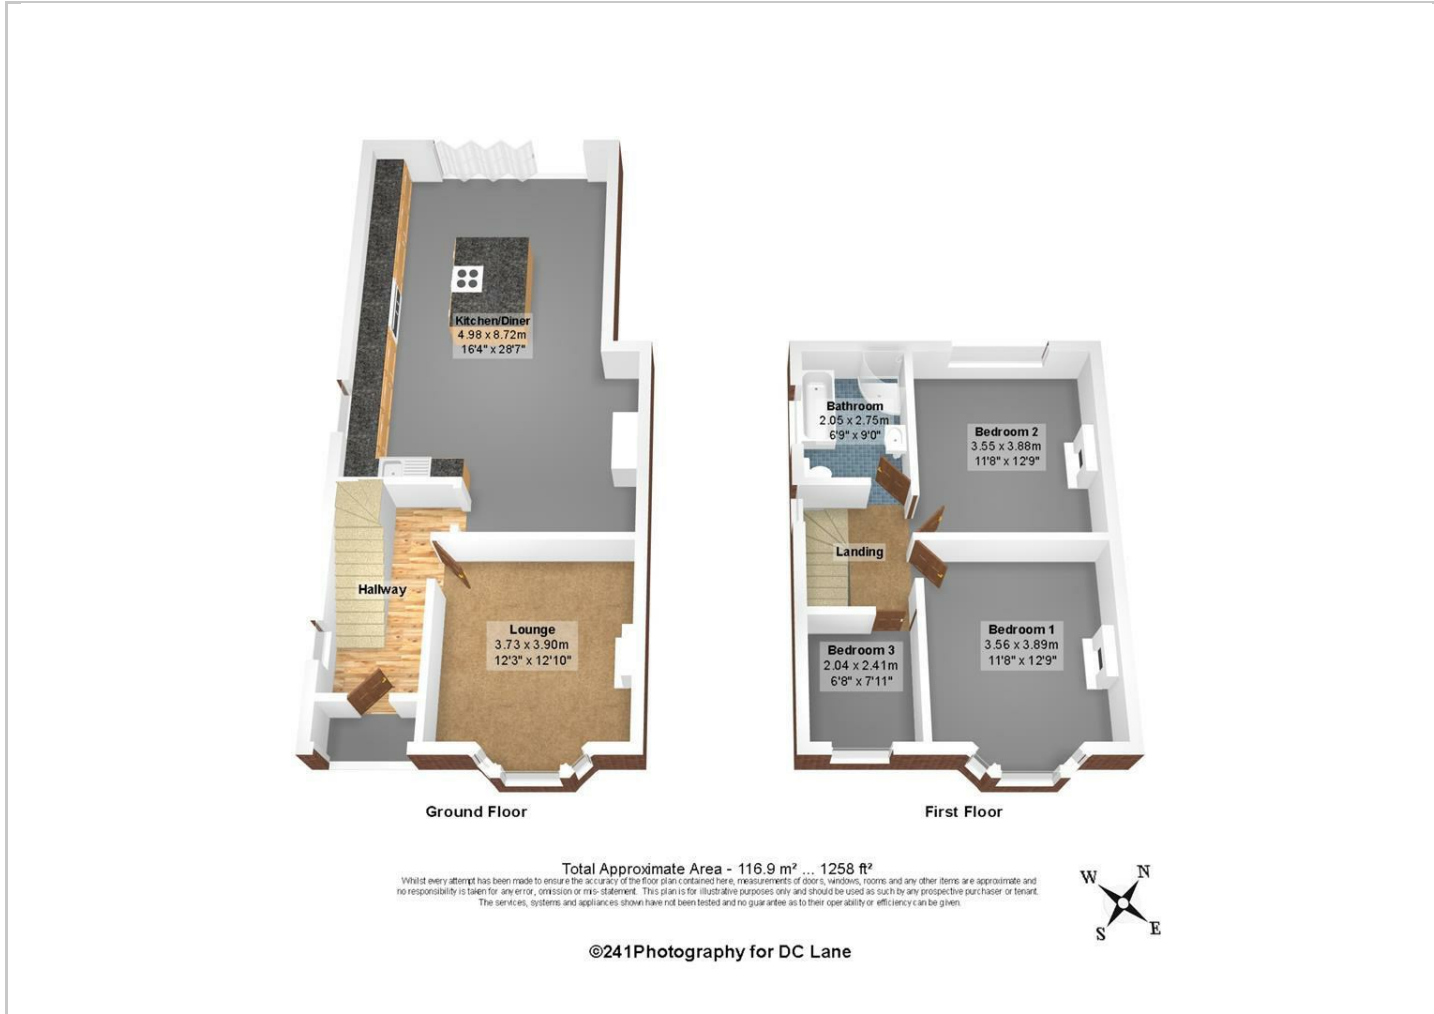 Kitchen/Diner
4.98 x 8.72m
16'4" x 28'7"
Hallway
Lounge
3.73 x 3.90m
12'3" x 12'10"
Ground Floor
Bathroom
2.05 x 2.75m
6'9" x 9'0"
Bedroom 2
3.55 x 3.88m
11'8" x 12'9"
Landing
Bedroom 3
2.04 x 2.41m
6'8" x 7'11"
Bedroom 1
3.56 x 3.89m
11'8" x 12'9"
First Floor
Total Approximate Area - 116.9 m² ... 1258 ft²
Whilst every attempt has been made to ensure the accuracy of the floor plan contained here, measurements of doors, windows, rooms and any other items are approximate and
no responsibility is taken for any error, omission or mis-statement. This plan is for illustrative purposes only and should be used as such by any prospective purchaser or tenant.
The services, systems and appliances shown have not been tested and no guarantee as to their operability or efficiency can be given.
W N
S E
©241Photography for DC Lane